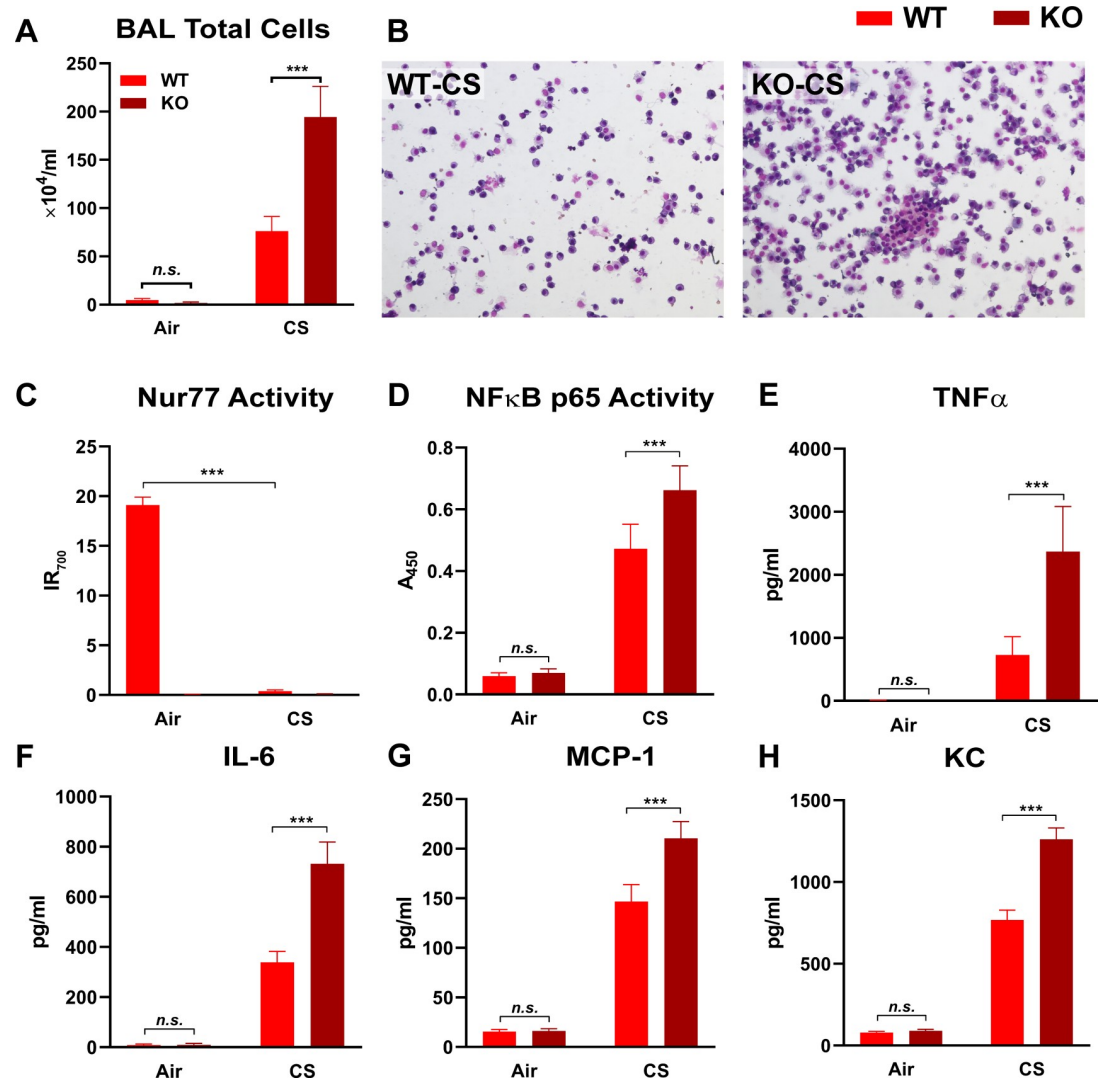 WT KO
A BAL Total Cells
×10⁴/ml
250
200
150
100
50
0
WT
KO
***
n.s.
Air CS
B
WT-CS
KO-CS
C Nur77 Activity
IR₇₀₀
25
20
15
10
5
0
***
Air CS
D NFκB p65 Activity
A₄₅₀
0.8
0.6
0.4
0.2
0.0
***
n.s.
Air CS
E TNFα
pg/ml
4000
3000
2000
1000
0
***
n.s.
Air CS
F IL-6
pg/ml
1000
800
600
400
200
0
***
n.s.
Air CS
G MCP-1
pg/ml
250
200
150
100
50
0
***
n.s.
Air CS
H KC
pg/ml
1500
1000
500
0
***
n.s.
Air CS